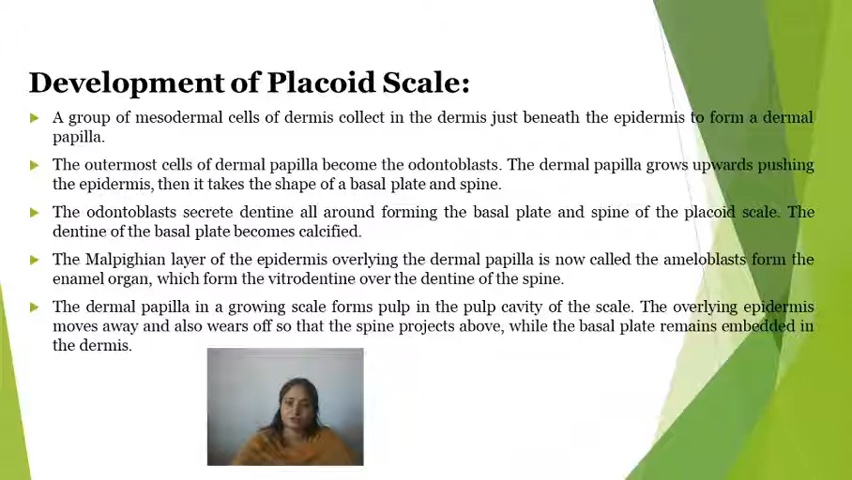 Development of Placoid Scale:
A group of mesodermal cells of dermis collect in the dermis just beneath the epidermis to form a dermal
papilla.
The outermost cells of dermal papilla become the odontoblasts. The dermal papilla grows upwards pushing
the epidermis, then it takes the shape of a basal plate and spine.
The odontoblasts secrete dentine all around forming the basal plate and spine of the placoid scale. The
dentine of the basal plate becomes calcified.
The Malpighian layer of the epidermis overlying the dermal papilla is now called the ameloblasts form the
enamel organ, which form the vitrodentine over the dentine of the spine.
The dermal papilla in a growing scale forms pulp in the pulp cavity of the scale. The overlying epidermis
moves away and also wears off so that the spine projects above, while the basal plate remains embedded in
the dermis.